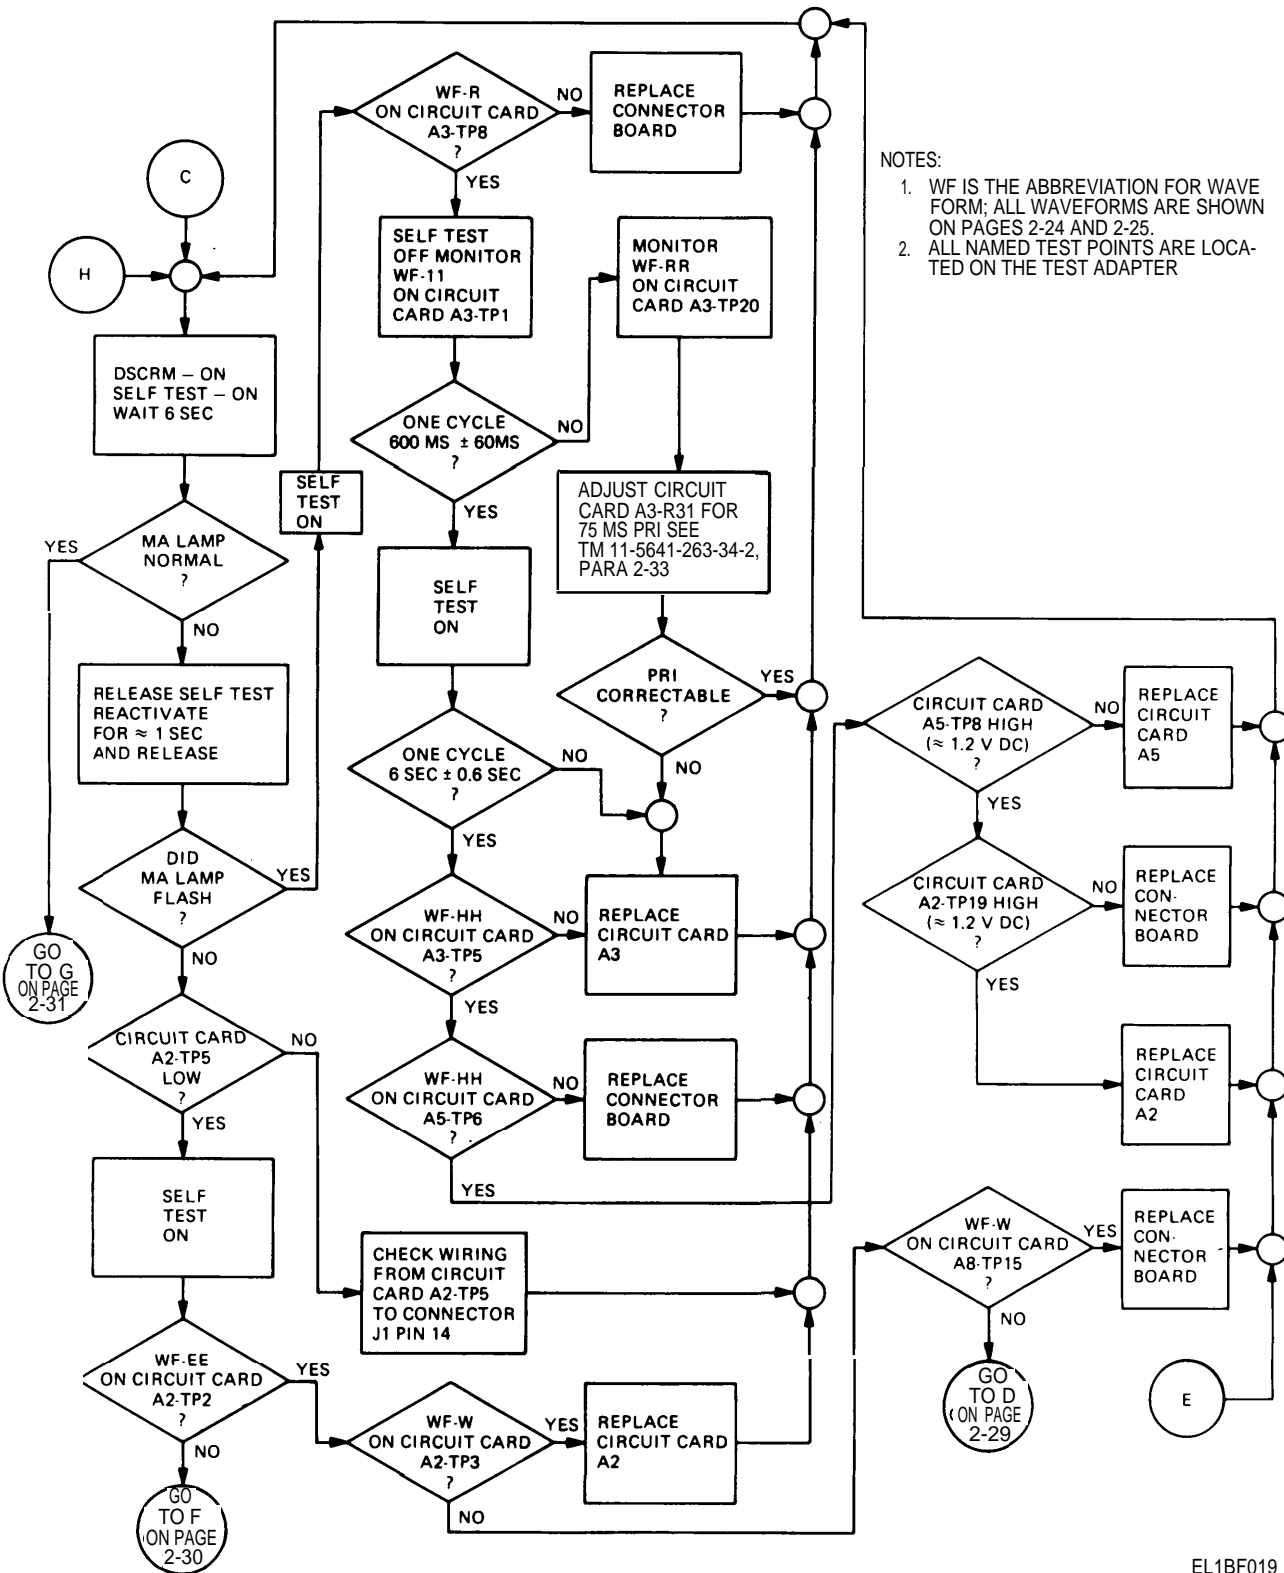 C
H
DSCRM – ON
SELF TEST – ON
WAIT 6 SEC
MA LAMP
NORMAL
?
YES
NO
RELEASE SELF TEST
REACTIVATE
FOR ≈ 1 SEC
AND RELEASE
DID
MA LAMP
FLASH
?
YES
NO
GO
TO G
ON PAGE
2-31
CIRCUIT CARD
A2-TP5
LOW
?
NO
YES
SELF
TEST
ON
WF-EE
ON CIRCUIT CARD
A2-TP2
?
YES
NO
GO
TO F
ON PAGE
2-30
SELF
TEST
ON
WF-R
ON CIRCUIT CARD
A3-TP8
?
NO
YES
REPLACE
CONNECTOR
BOARD
SELF TEST
OFF MONITOR
WF-11
ON CIRCUIT
CARD A3-TP1
MONITOR
WF-RR
ON CIRCUIT
CARD A3-TP20
ONE CYCLE
600 MS ± 60MS
?
NO
YES
ADJUST CIRCUIT
CARD A3-R31 FOR
75 MS PRI SEE
TM 11-5641-263-34-2,
PARA 2-33
SELF
TEST
ON
PRI
CORRECTABLE
?
YES
NO
ONE CYCLE
6 SEC ± 0.6 SEC
?
NO
YES
WF-HH
ON CIRCUIT CARD
A3-TP5
?
NO
YES
REPLACE
CIRCUIT CARD
A3
WF-HH
ON CIRCUIT CARD
A5-TP6
?
NO
YES
REPLACE
CONNECTOR
BOARD
CHECK WIRING
FROM CIRCUIT
CARD A2-TP5
TO CONNECTOR
J1 PIN 14
WF-W
ON CIRCUIT CARD
A2-TP3
?
YES
NO
REPLACE
CIRCUIT CARD
A2
NOTES:
1. WF IS THE ABBREVIATION FOR WAVE
FORM; ALL WAVEFORMS ARE SHOWN
ON PAGES 2-24 AND 2-25.
2. ALL NAMED TEST POINTS ARE LOCA-
TED ON THE TEST ADAPTER
CIRCUIT CARD
A5-TP8 HIGH
(≈ 1.2 V DC)
?
NO
YES
REPLACE
CIRCUIT
CARD
A5
CIRCUIT CARD
A2-TP19 HIGH
(≈ 1.2 V DC)
?
NO
YES
REPLACE
CON-
NECTOR
BOARD
REPLACE
CIRCUIT
CARD
A2
WF-W
ON CIRCUIT CARD
A8-TP15
?
YES
NO
REPLACE
CON-
NECTOR
BOARD
GO
TO D
ON PAGE
2-29
E
EL1BF019